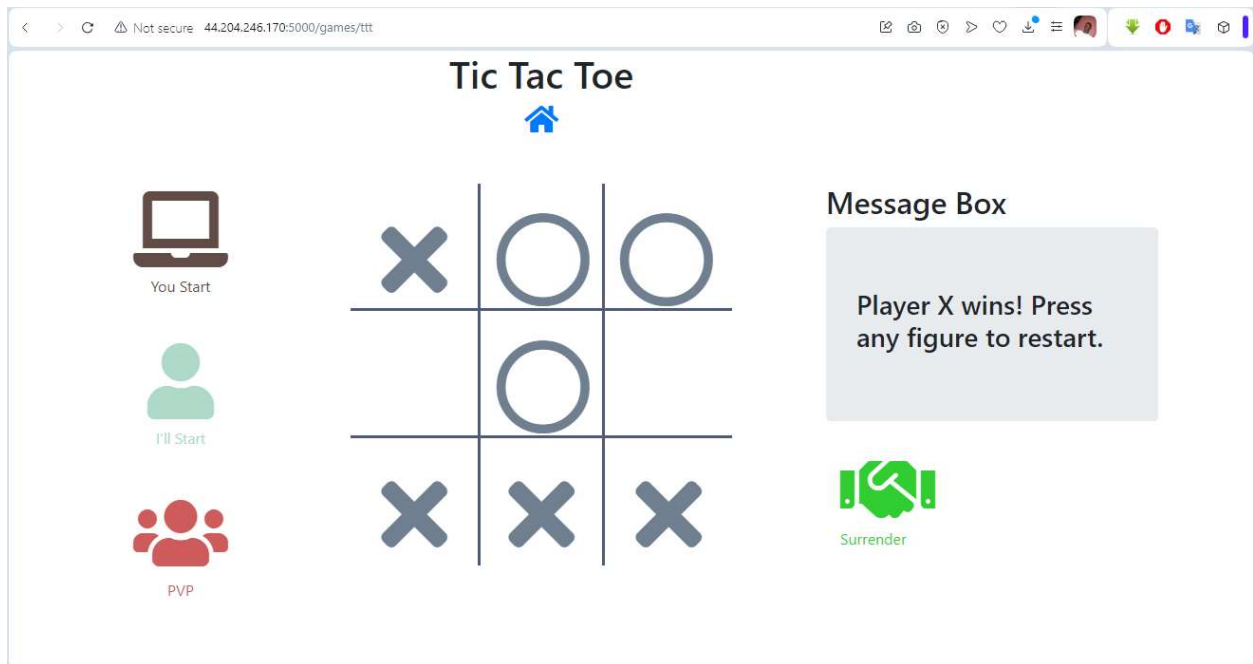 Not secure 44.204.246.170:5000/games/ttt
Tic Tac Toe
You Start
I'll Start
PVP
Message Box
Player X wins! Press
any figure to restart.
Surrender